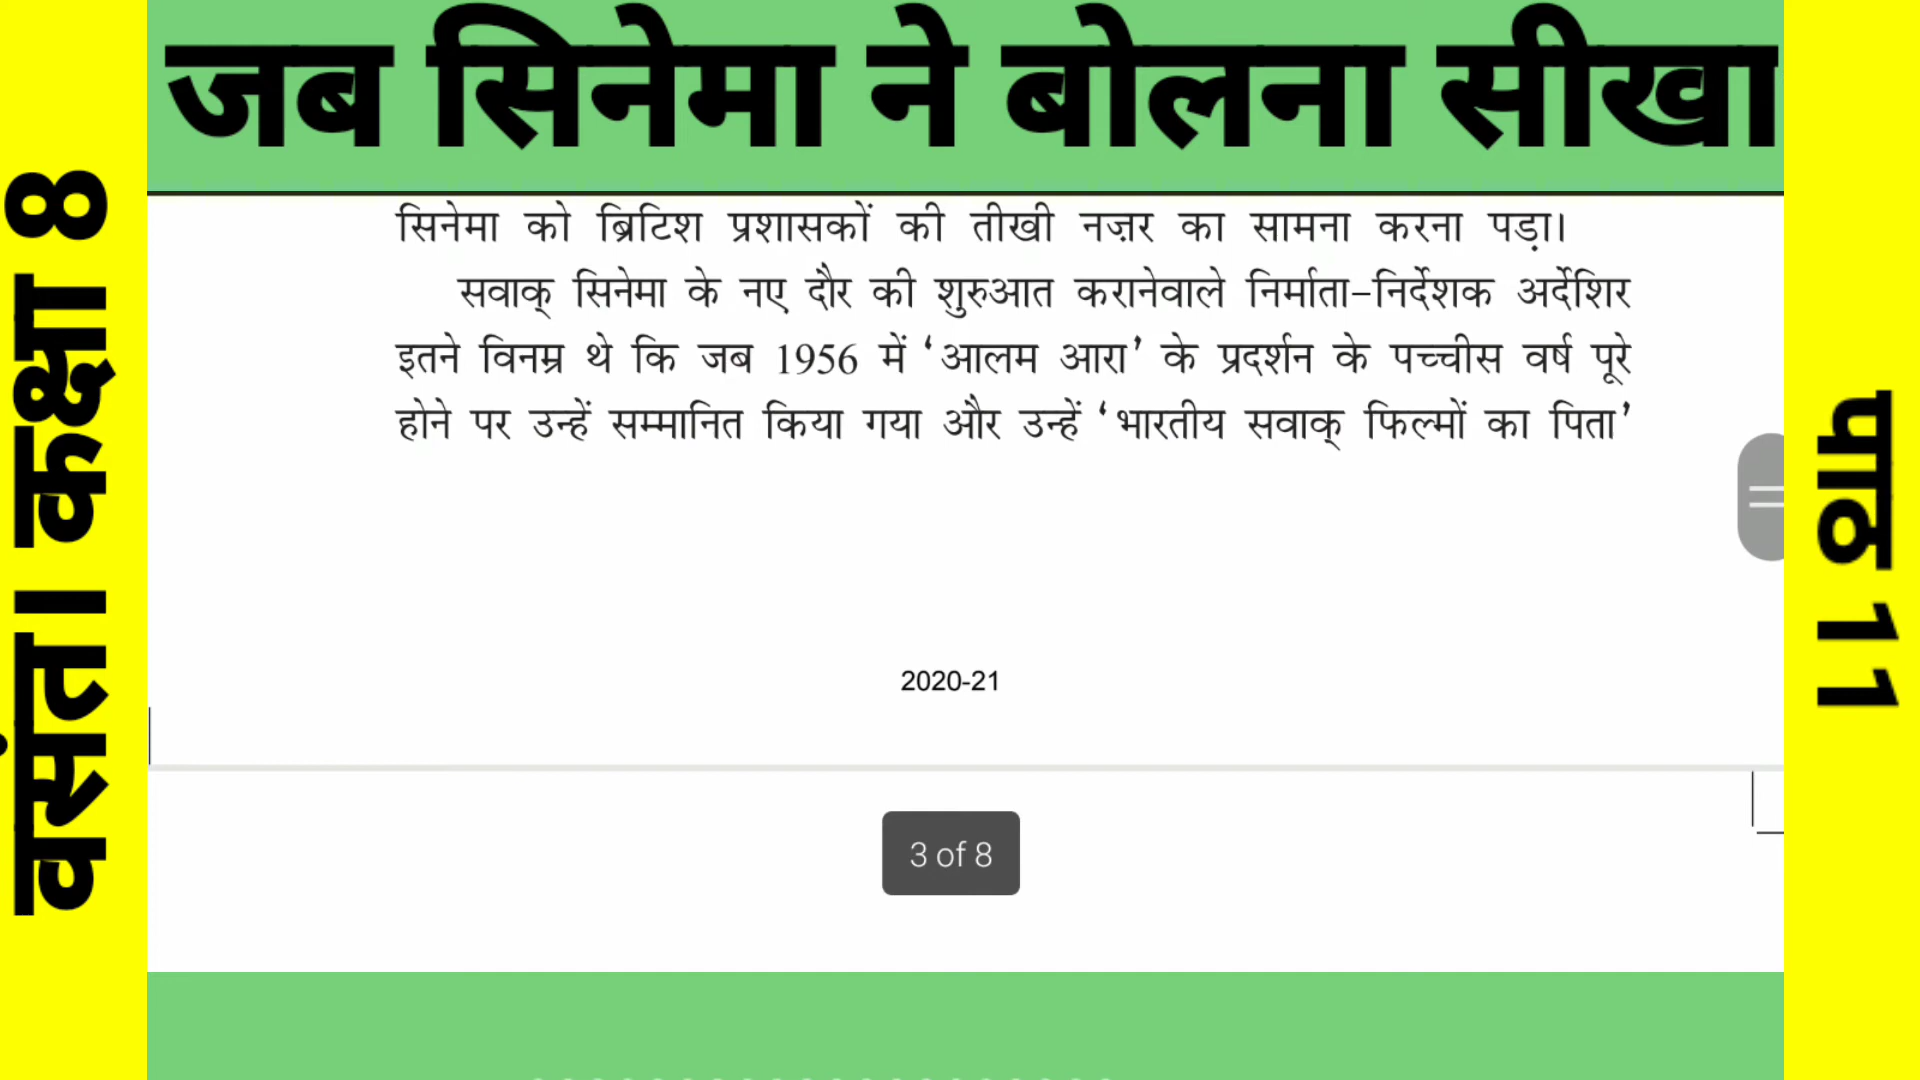 जब सिनेमा ने बोलना सीखा
वसंत। कक्षा 8
सिनेमा को ब्रिटिश प्रशासकों की तीखी नज़र का सामना करना पड़ा।
सवाक् सिनेमा के नए दौर की शुरुआत करानेवाले निर्माता-निर्देशक अर्देशिर
इतने विनम्र थे कि जब 1956 में ‘आलम आरा’ के प्रदर्शन के पच्चीस वर्ष पूरे
होने पर उन्हें सम्मानित किया गया और उन्हें ‘भारतीय सवाक् फिल्मों का पिता’
2020-21
3 of 8
पाठ 11